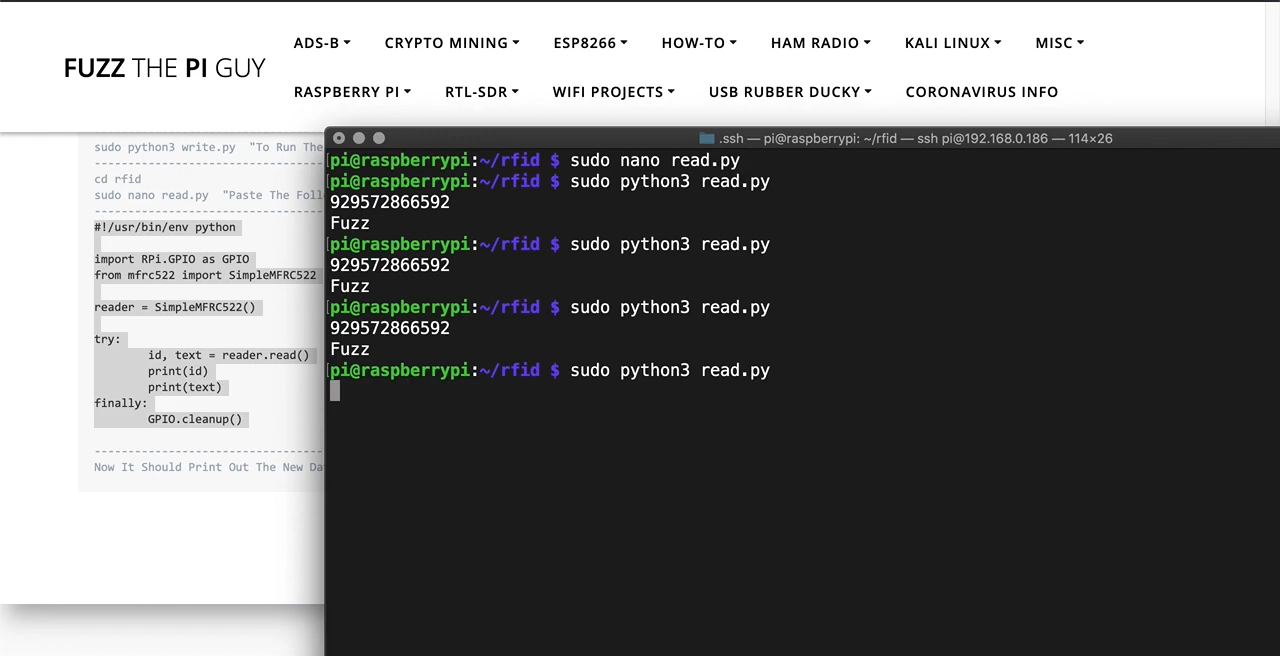 FUZZ THE PI GUY
ADS-B CRYPTO MINING ESP8266 HOW-TO HAM RADIO KALI LINUX MISC
RASPBERRY PI RTL-SDR WIFI PROJECTS USB RUBBER DUCKY CORONAVIRUS INFO
sudo python3 write.py "To Run The
--------------------------------
cd rfid
sudo nano read.py "Paste The Foll
--------------------------------
#!/usr/bin/env python
import RPi.GPIO as GPIO
from mfrc522 import SimpleMFRC522
reader = SimpleMFRC522()
try:
id, text = reader.read()
print(id)
print(text)
finally:
GPIO.cleanup()
--------------------------------
Now It Should Print Out The New Da
.ssh — pi@raspberrypi: ~/rfid — ssh pi@192.168.0.186 — 114×26
[pi@raspberrypi:~/rfid $ sudo nano read.py
[pi@raspberrypi:~/rfid $ sudo python3 read.py
929572866592
Fuzz
[pi@raspberrypi:~/rfid $ sudo python3 read.py
929572866592
Fuzz
[pi@raspberrypi:~/rfid $ sudo python3 read.py
929572866592
Fuzz
[pi@raspberrypi:~/rfid $ sudo python3 read.py